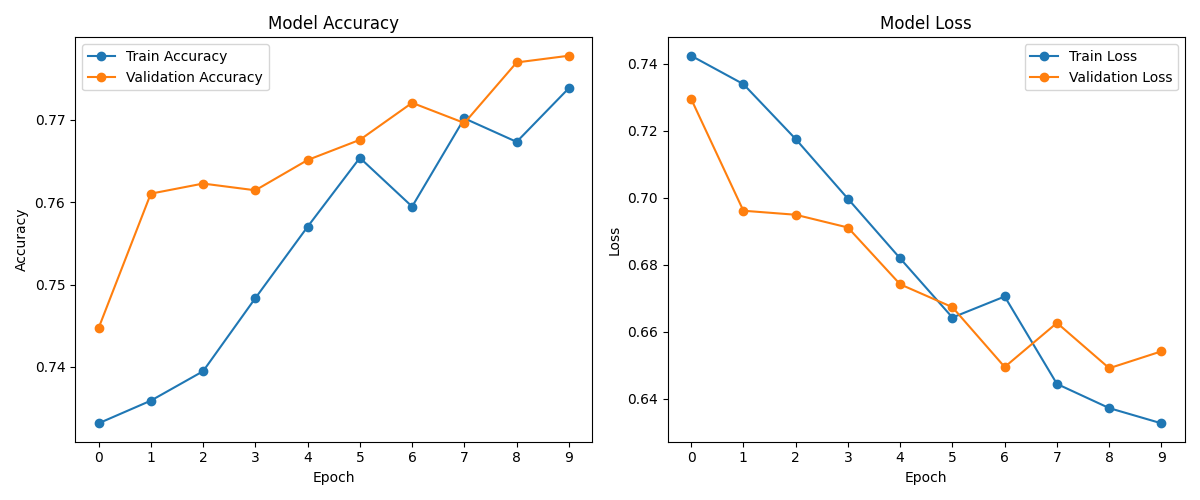 Model Accuracy
Train Accuracy
Validation Accuracy
0.77
0.76
0.75
0.74
Accuracy
0 1 2 3 4 5 6 7 8 9
Epoch
Model Loss
Train Loss
Validation Loss
0.74
0.72
0.70
0.68
0.66
0.64
Loss
0 1 2 3 4 5 6 7 8 9
Epoch